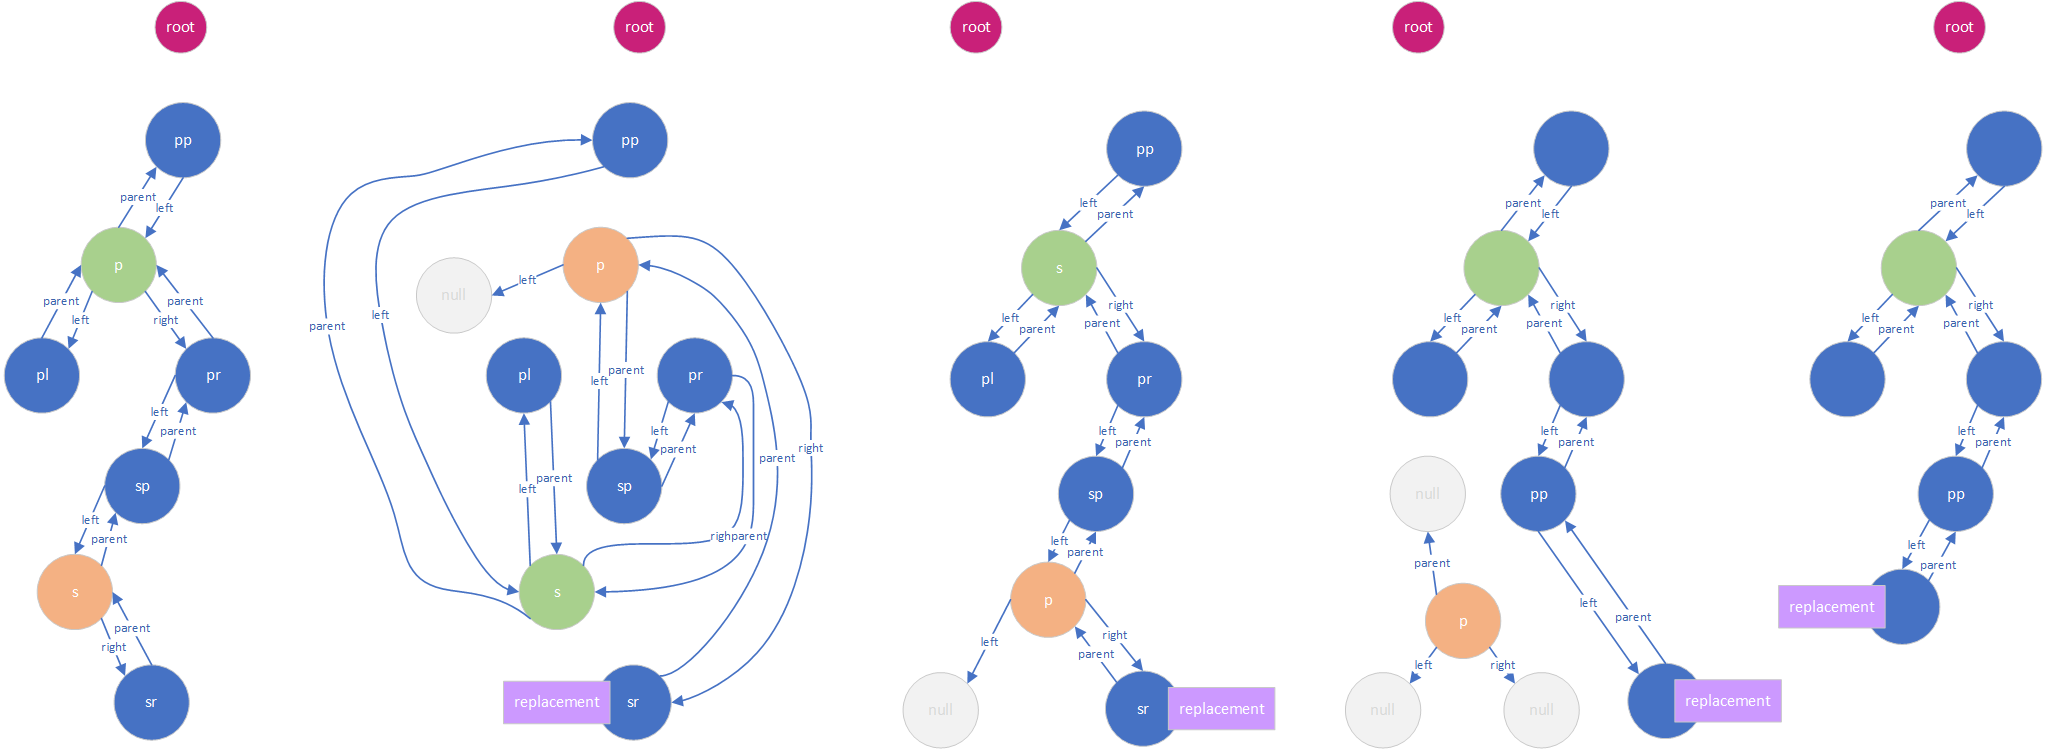 root
pp
parent
left
p
parent
left
right
parent
pl
pr
left
parent
sp
left
parent
s
parent
right
sr
root
pp
parent
left
null
left
p
pl
left
parent
pr
left
parent
sp
left
parent
righparent
parent
right
s
replacement
sr
root
pp
left
parent
s
left
parent
right
parent
pl
pr
left
parent
sp
left
parent
p
left
right
parent
null
sr
replacement
root
parent
left
left
parent
right
parent
left
parent
null
pp
parent
left
parent
p
left
right
null
null
replacement
root
parent
left
left
parent
right
parent
left
parent
pp
left
parent
replacement